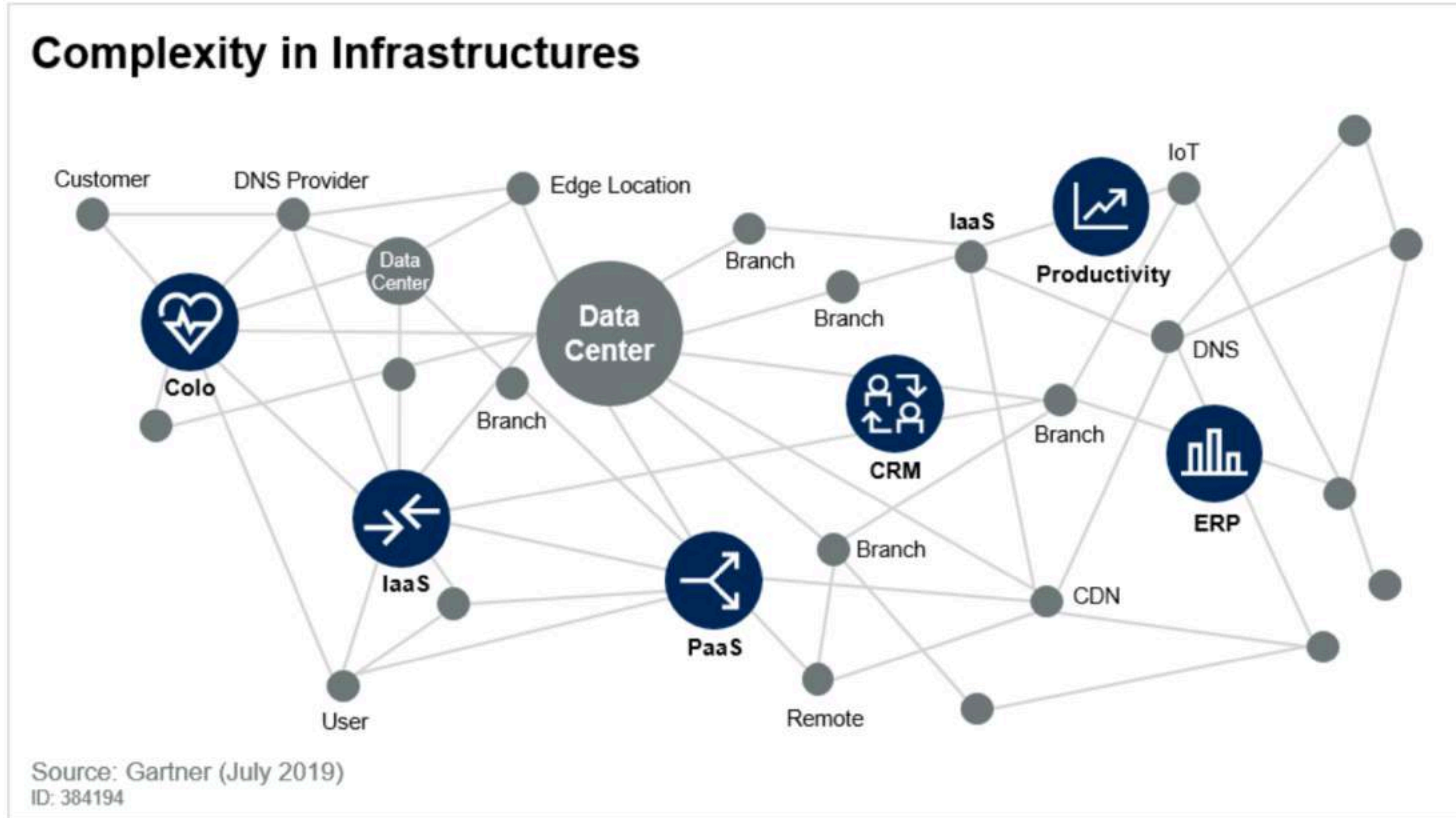 Complexity in Infrastructures
Customer
DNS Provider
Edge Location
IoT
IaaS
Data
Center
Branch
Productivity
Data
Center
Branch
DNS
Colo
Branch
Branch
CRM
ERP
Branch
IaaS
CDN
PaaS
User
Remote
Source: Gartner (July 2019)
ID: 384194